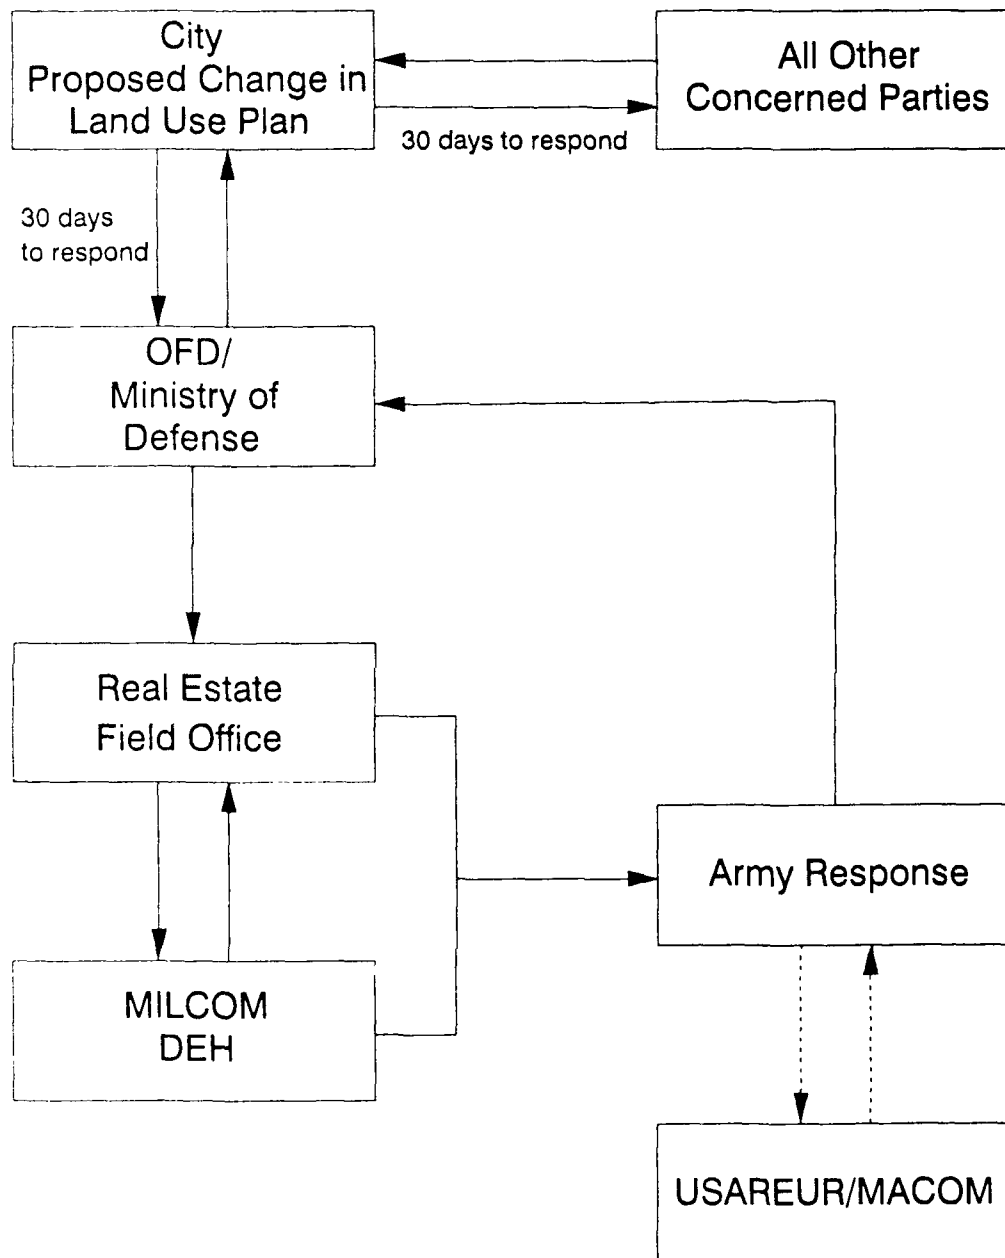 City
Proposed Change in
Land Use Plan
All Other
Concerned Parties
30 days to respond
30 days
to respond
OFD/
Ministry of
Defense
Real Estate
Field Office
Army Response
MILCOM
DEH
USAREUR/MACOM